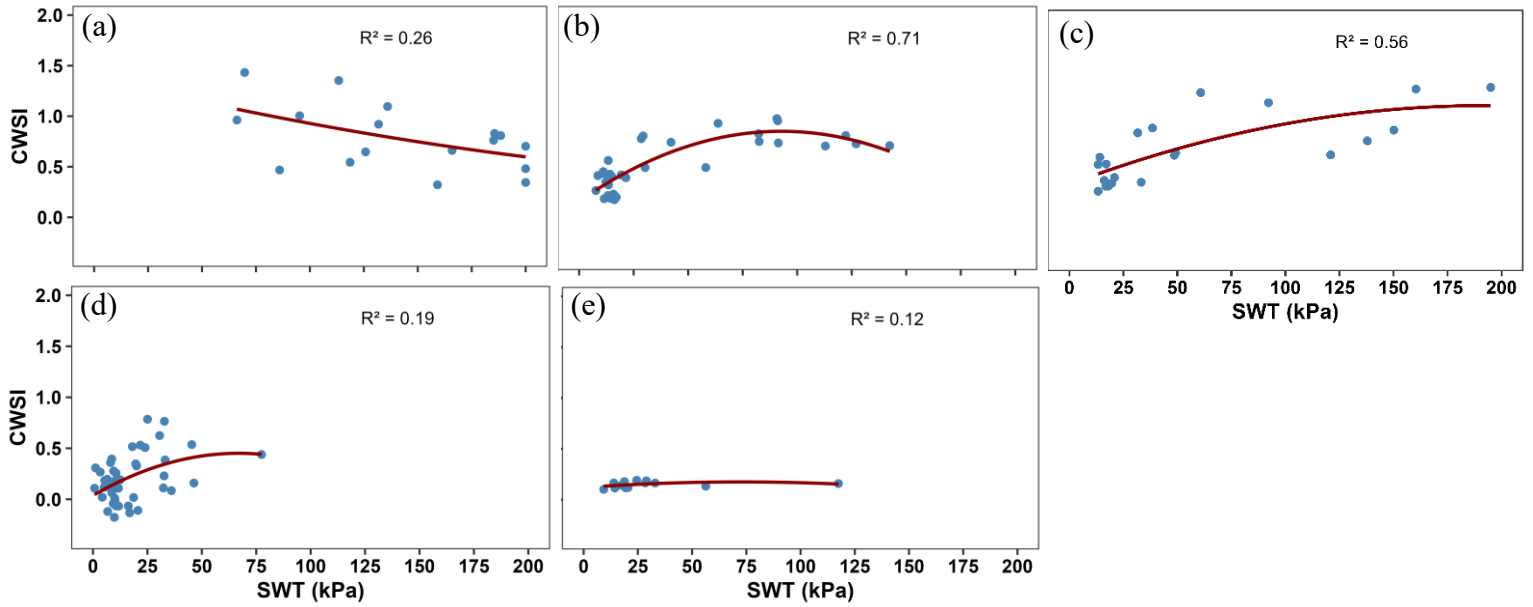 (a)
R² = 0.26
(b)
R² = 0.71
(c)
R² = 0.56
2.0
1.5
1.0
0.5
0.0
CWSI
0 25 50 75 100 125 150 175 200
SWT (kPa)
(d)
R² = 0.19
(e)
R² = 0.12
2.0
1.5
1.0
0.5
0.0
CWSI
0 25 50 75 100 125 150 175 200
SWT (kPa)
0 25 50 75 100 125 150 175 200
SWT (kPa)